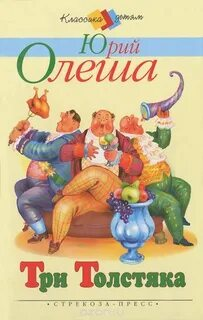 Классика детям
Юрий
Олеша
Три Толстяка
• СТРЕКОЗА-ПРЕСС •